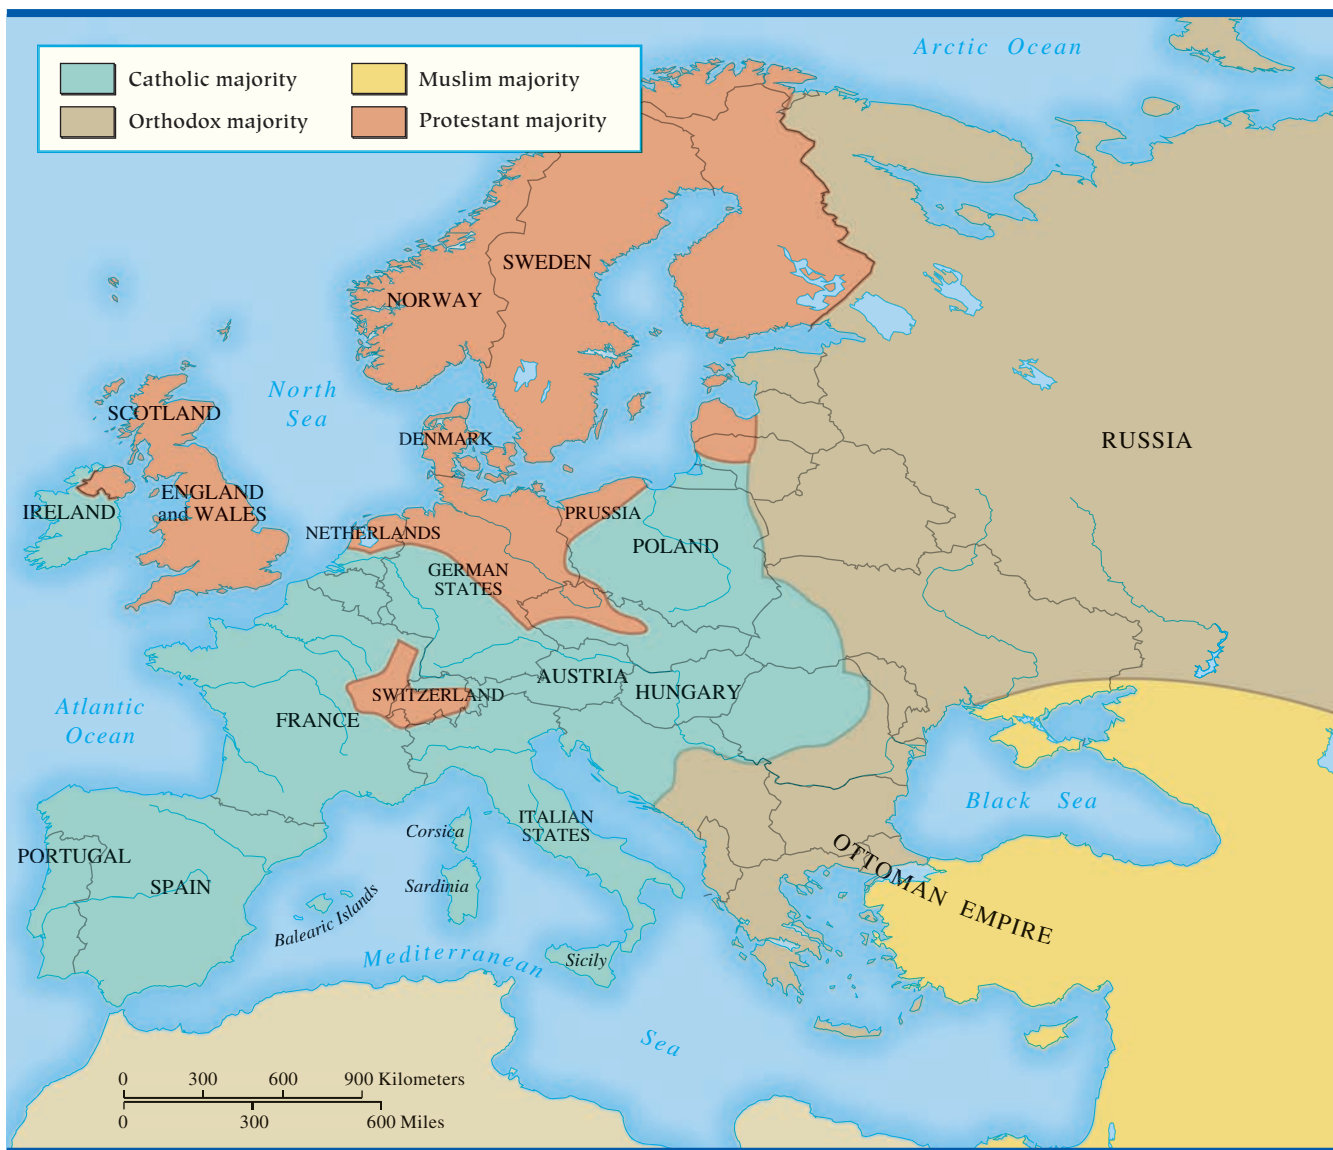 Arctic Ocean
Catholic majority
Muslim majority
Orthodox majority
Protestant majority
SWEDEN
NORWAY
North
Sea
SCOTLAND
DENMARK
RUSSIA
ENGLAND
and WALES
IRELAND
PRUSSIA
NETHERLANDS
POLAND
GERMAN
STATES
AUSTRIA
HUNGARY
SWITZERLAND
FRANCE
Atlantic
Ocean
Black Sea
ITALIAN
STATES
Corsica
OTTOMAN EMPIRE
PORTUGAL
SPAIN
Sardinia
Balearic Islands
Mediterranean
Sicily
Sea
0 300 600 900 Kilometers
0 300 600 Miles